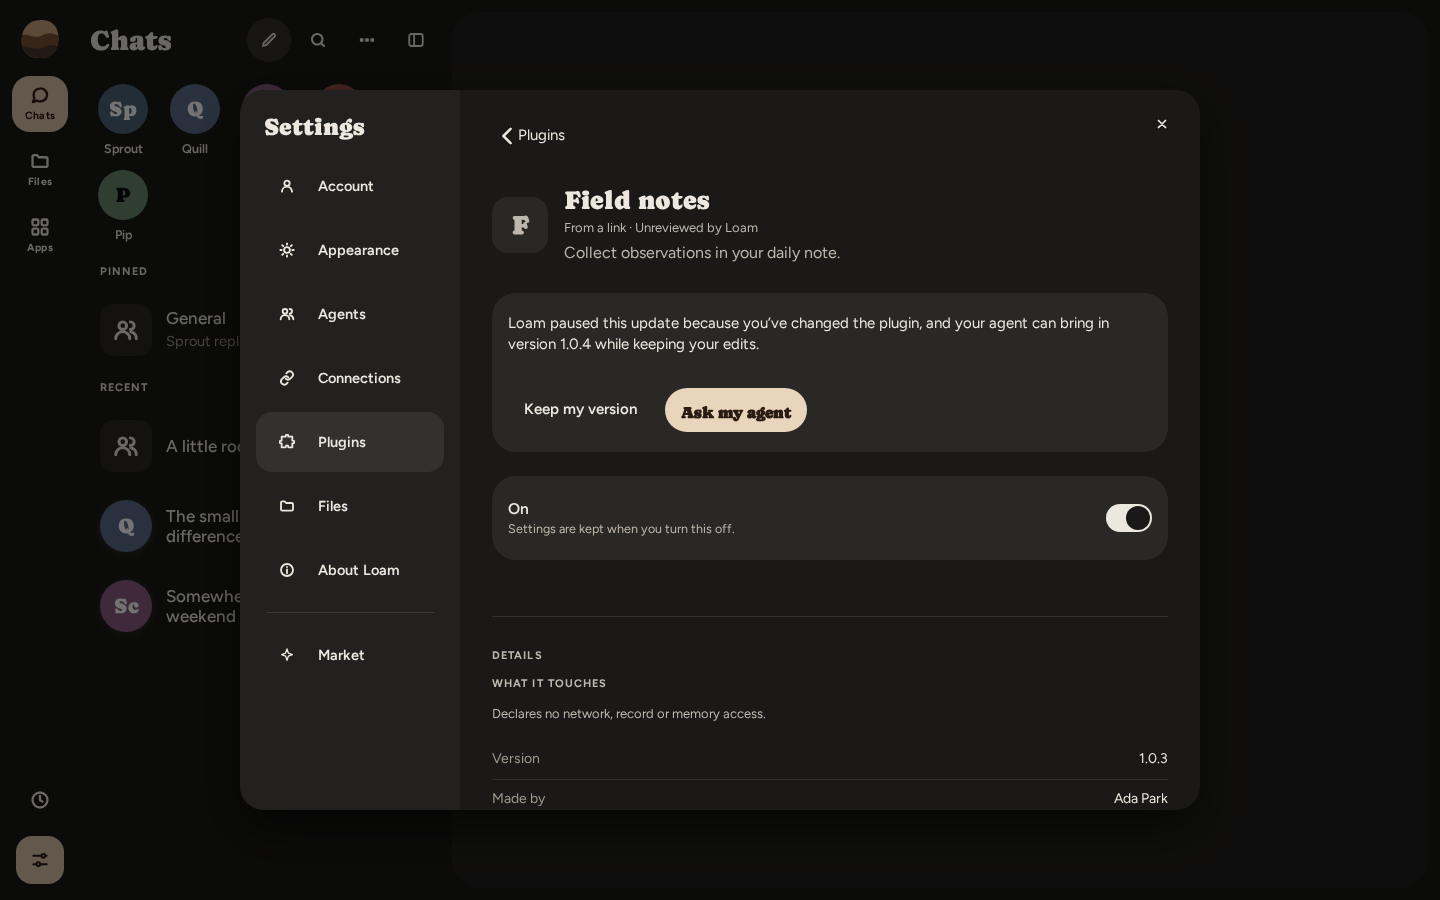 Chats
Chats
Files
Apps
Sp
Sprout
Q
Quill
P
Pip
PINNED
General
Sprout repl
RECENT
A little roo
Q
The small
difference
Sc
Somewhe
weekend
Settings
Account
Appearance
Agents
Connections
Plugins
Files
About Loam
Market
Plugins
F
Field notes
From a link · Unreviewed by Loam
Collect observations in your daily note.
Loam paused this update because you’ve changed the plugin, and your agent can bring in
version 1.0.4 while keeping your edits.
Keep my version
Ask my agent
On
Settings are kept when you turn this off.
DETAILS
WHAT IT TOUCHES
Declares no network, record or memory access.
Version
1.0.3
Made by
Ada Park